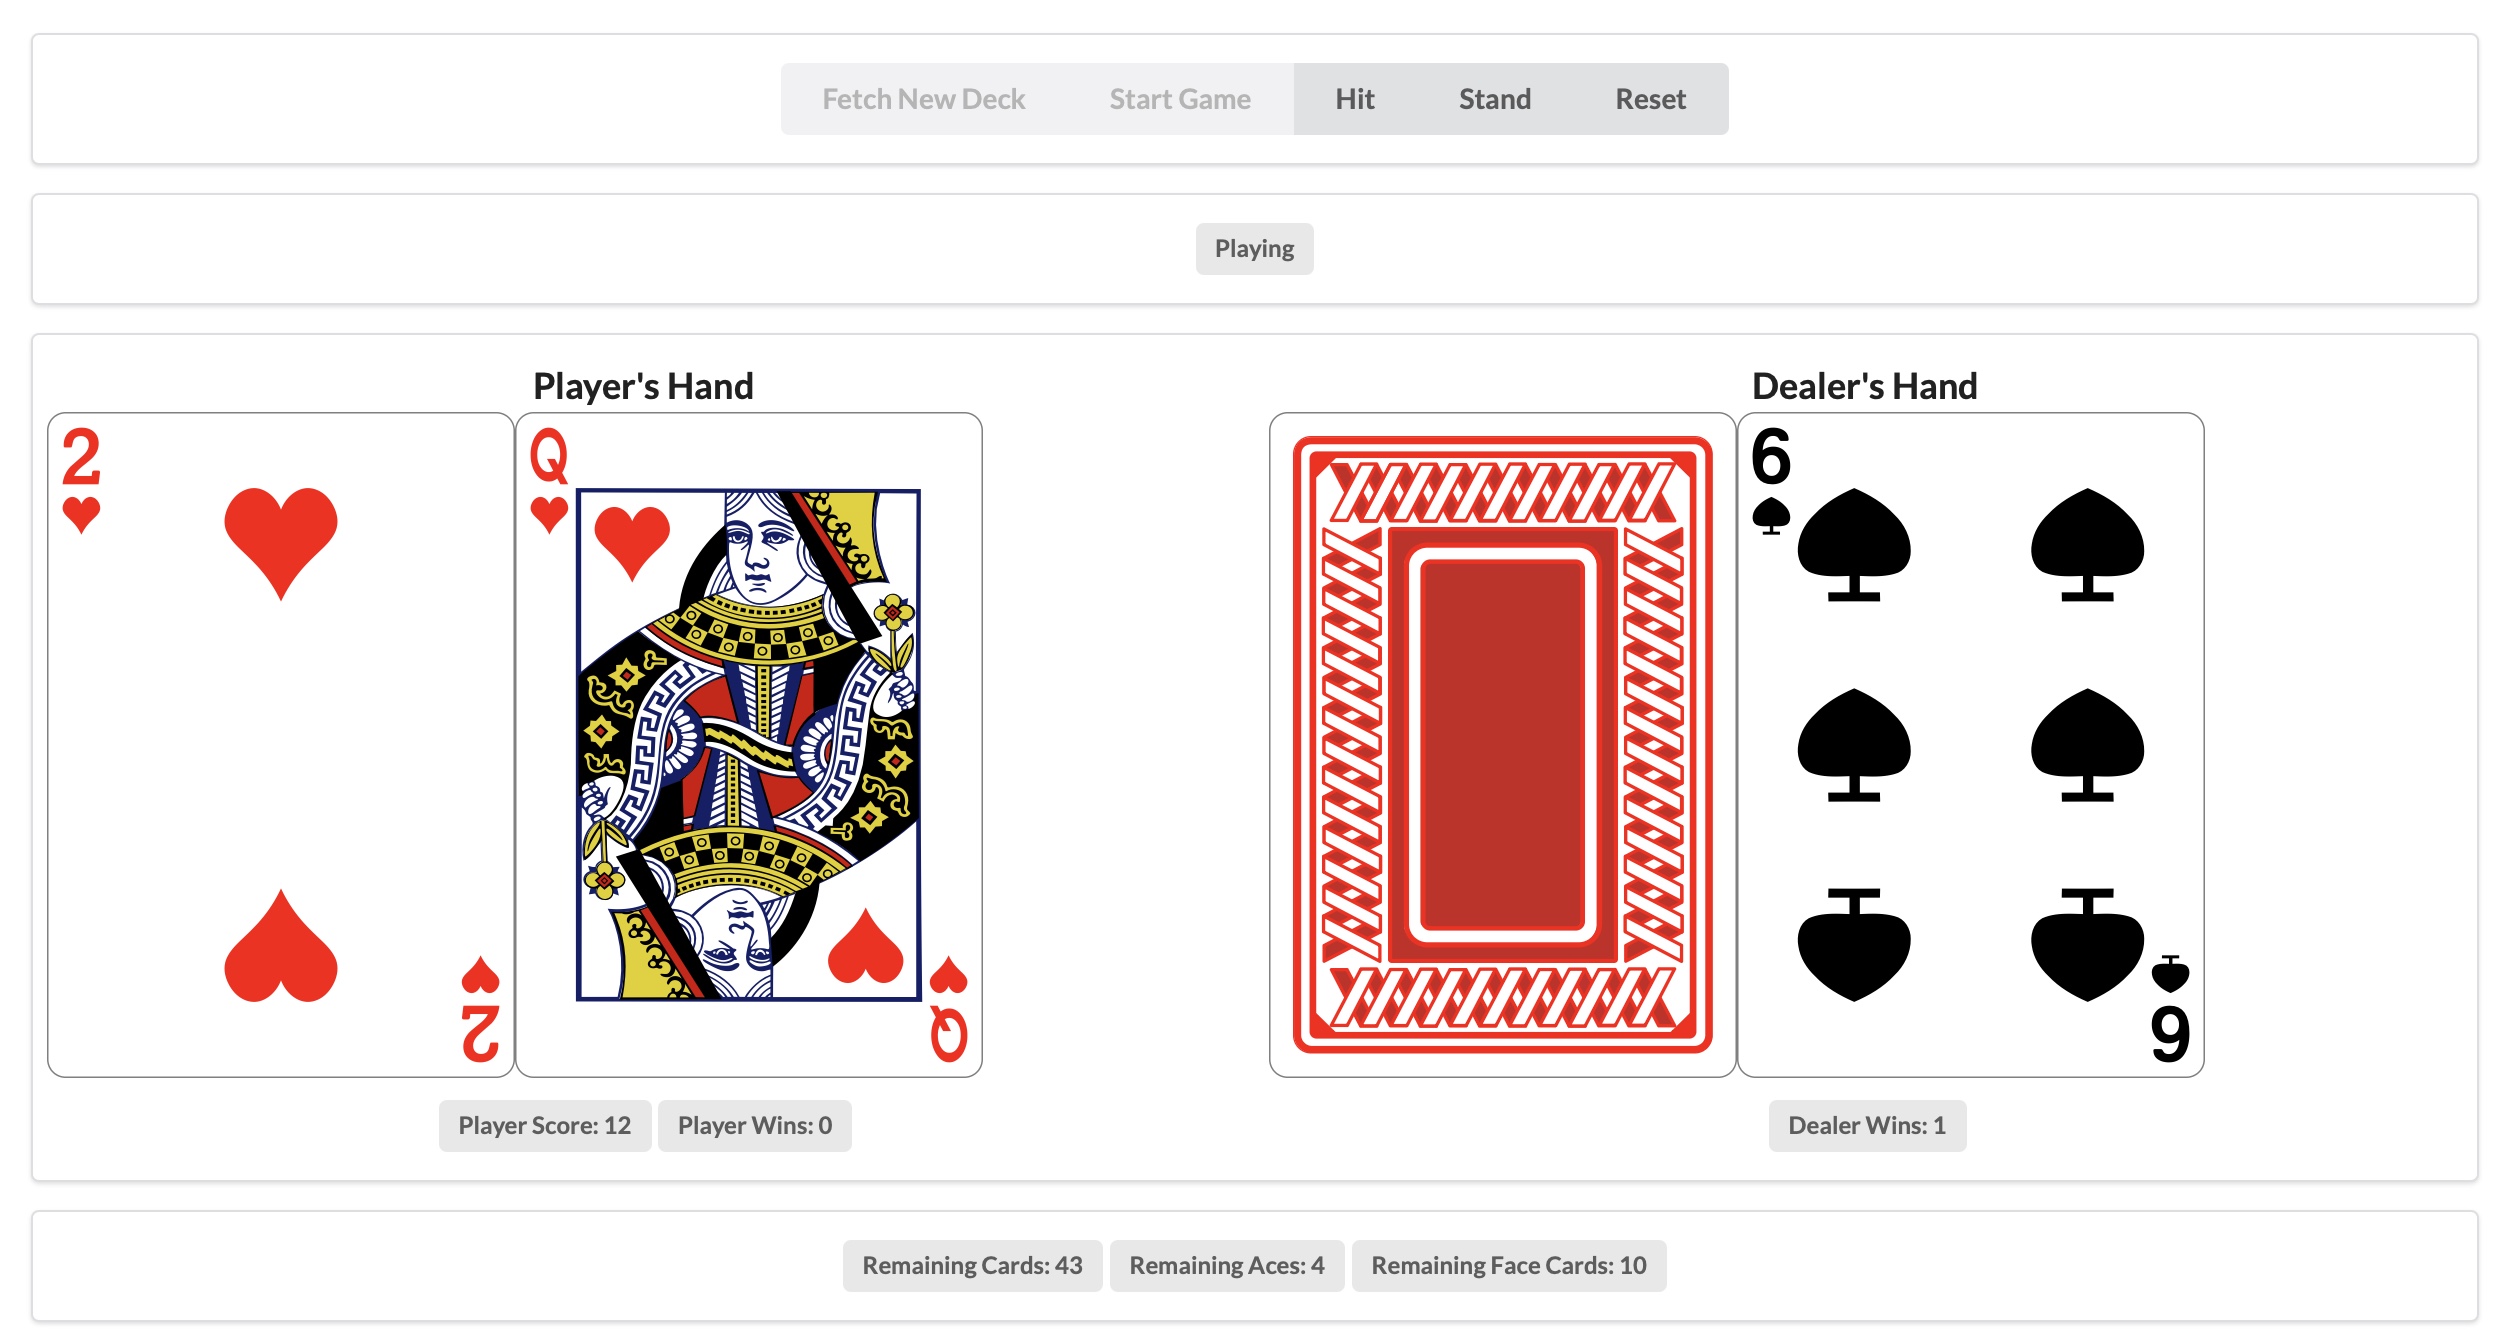 Fetch New Deck Start Game Hit Stand Reset
Playing
Player's Hand
Dealer's Hand
2
Q
6
2
Q
6
Player Score: 12 Player Wins: 0
Dealer Wins: 1
Remaining Cards: 43 Remaining Aces: 4 Remaining Face Cards: 10